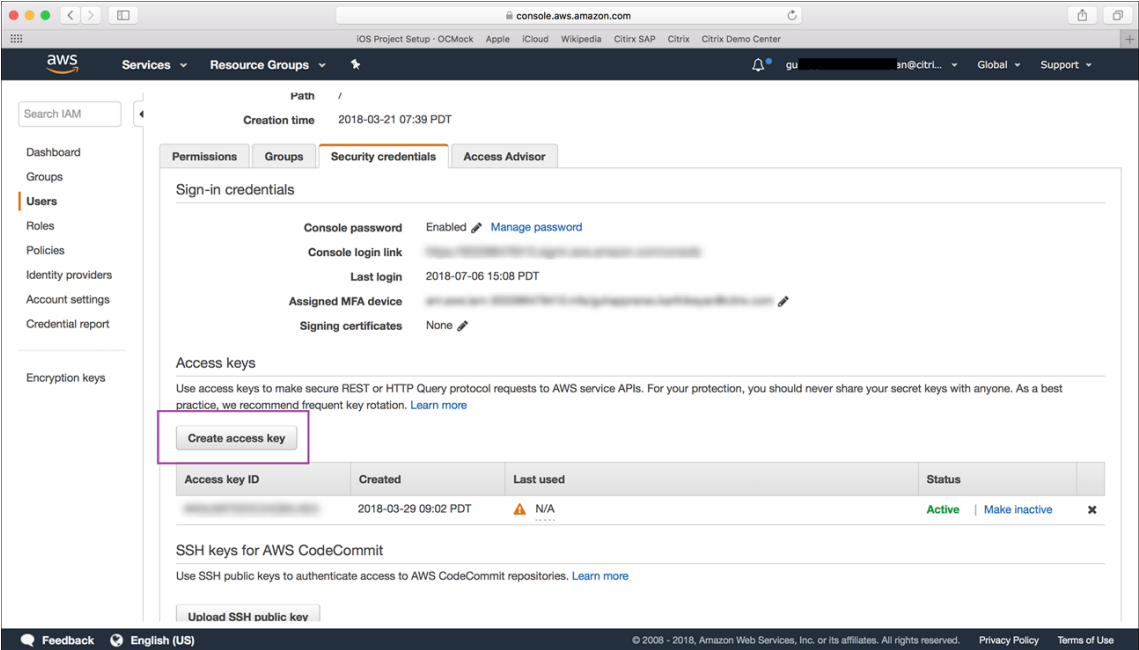 console.aws.amazon.com
iOS Project Setup · OCMock Apple iCloud Wikipedia Citirx SAP Citrix Citrix Demo Center
aws Services Resource Groups gu an@citri... Global Support
Search IAM
Path /
Creation time 2018-03-21 07:39 PDT
Dashboard
Groups
Users
Roles
Policies
Identity providers
Account settings
Credential report
Encryption keys
Permissions Groups Security credentials Access Advisor
Sign-in credentials
Console password Enabled Manage password
Console login link
Last login 2018-07-06 15:08 PDT
Assigned MFA device
Signing certificates None
Access keys
Use access keys to make secure REST or HTTP Query protocol requests to AWS service APIs. For your protection, you should never share your secret keys with anyone. As a best
practice, we recommend frequent key rotation. Learn more
Create access key
Access key ID Created Last used Status
2018-03-29 09:02 PDT N/A Active | Make inactive
SSH keys for AWS CodeCommit
Use SSH public keys to authenticate access to AWS CodeCommit repositories. Learn more
Upload SSH public key
Feedback English (US) © 2008 - 2018, Amazon Web Services, Inc. or its affiliates. All rights reserved. Privacy Policy Terms of Use